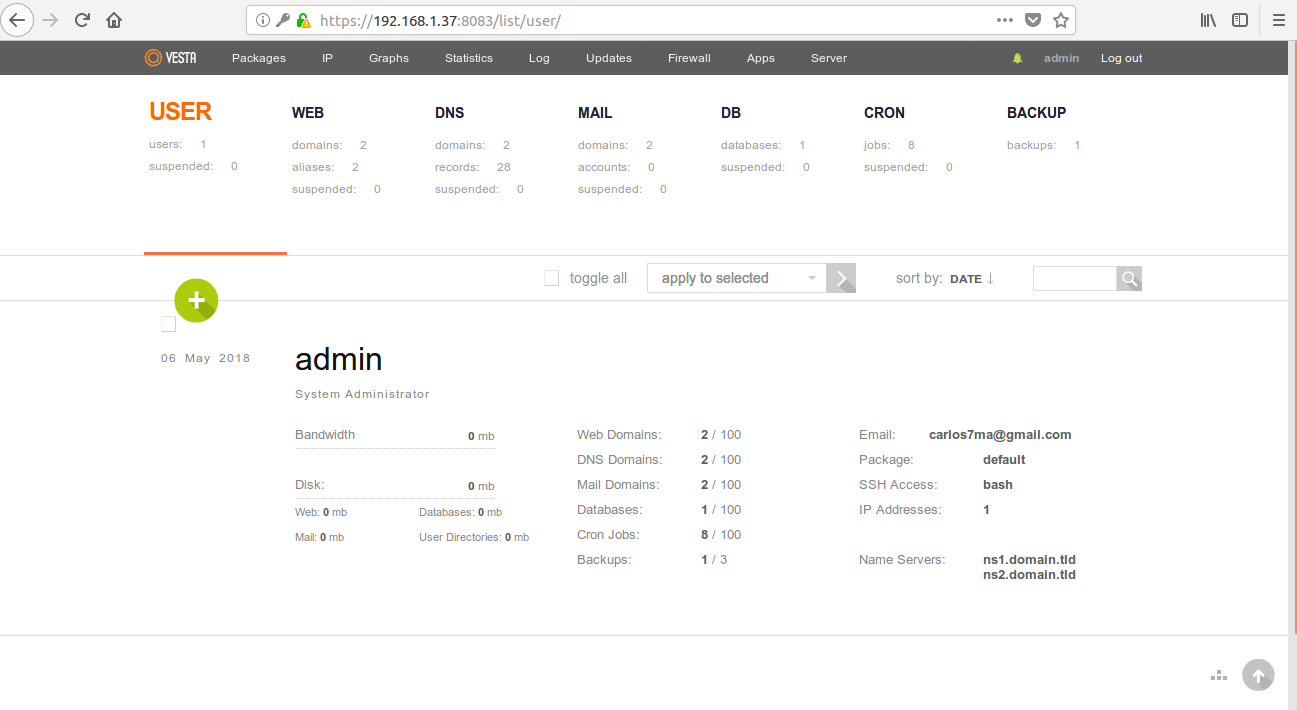 https://192.168.1.37:8083/list/user/
VESTA Packages IP Graphs Statistics Log Updates Firewall Apps Server admin Log out
USER WEB DNS MAIL DB CRON BACKUP
users: 1 domains: 2 domains: 2 domains: 2 databases: 1 jobs: 8 backups: 1
suspended: 0 aliases: 2 records: 28 accounts: 0 suspended: 0 suspended: 0
suspended: 0 suspended: 0 suspended: 0
toggle all apply to selected sort by: DATE ↓
+
06 May 2018 admin
System Administrator
Bandwidth 0 mb Web Domains: 2 / 100 Email: carlos7ma@gmail.com
DNS Domains: 2 / 100 Package: default
Disk: 0 mb Mail Domains: 2 / 100 SSH Access: bash
Web: 0 mb Databases: 0 mb Databases: 1 / 100 IP Addresses: 1
Mail: 0 mb User Directories: 0 mb Cron Jobs: 8 / 100
Backups: 1 / 3 Name Servers: ns1.domain.tld
ns2.domain.tld